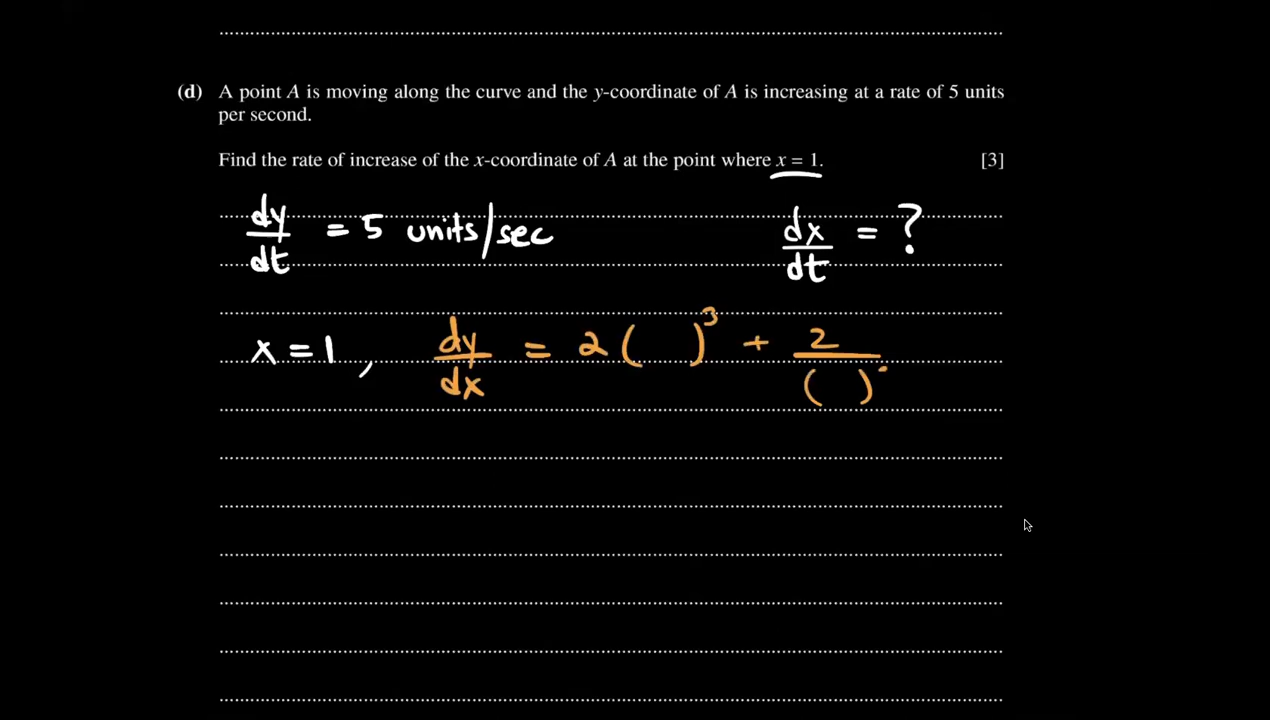 (d) A point A is moving along the curve and the y-coordinate of A is increasing at a rate of 5 units
per second.
Find the rate of increase of the x-coordinate of A at the point where x = 1. [3]
dy/dt = 5 units/sec dx/dt = ?
x = 1, dy/dx = 2( )³ + 2/( )